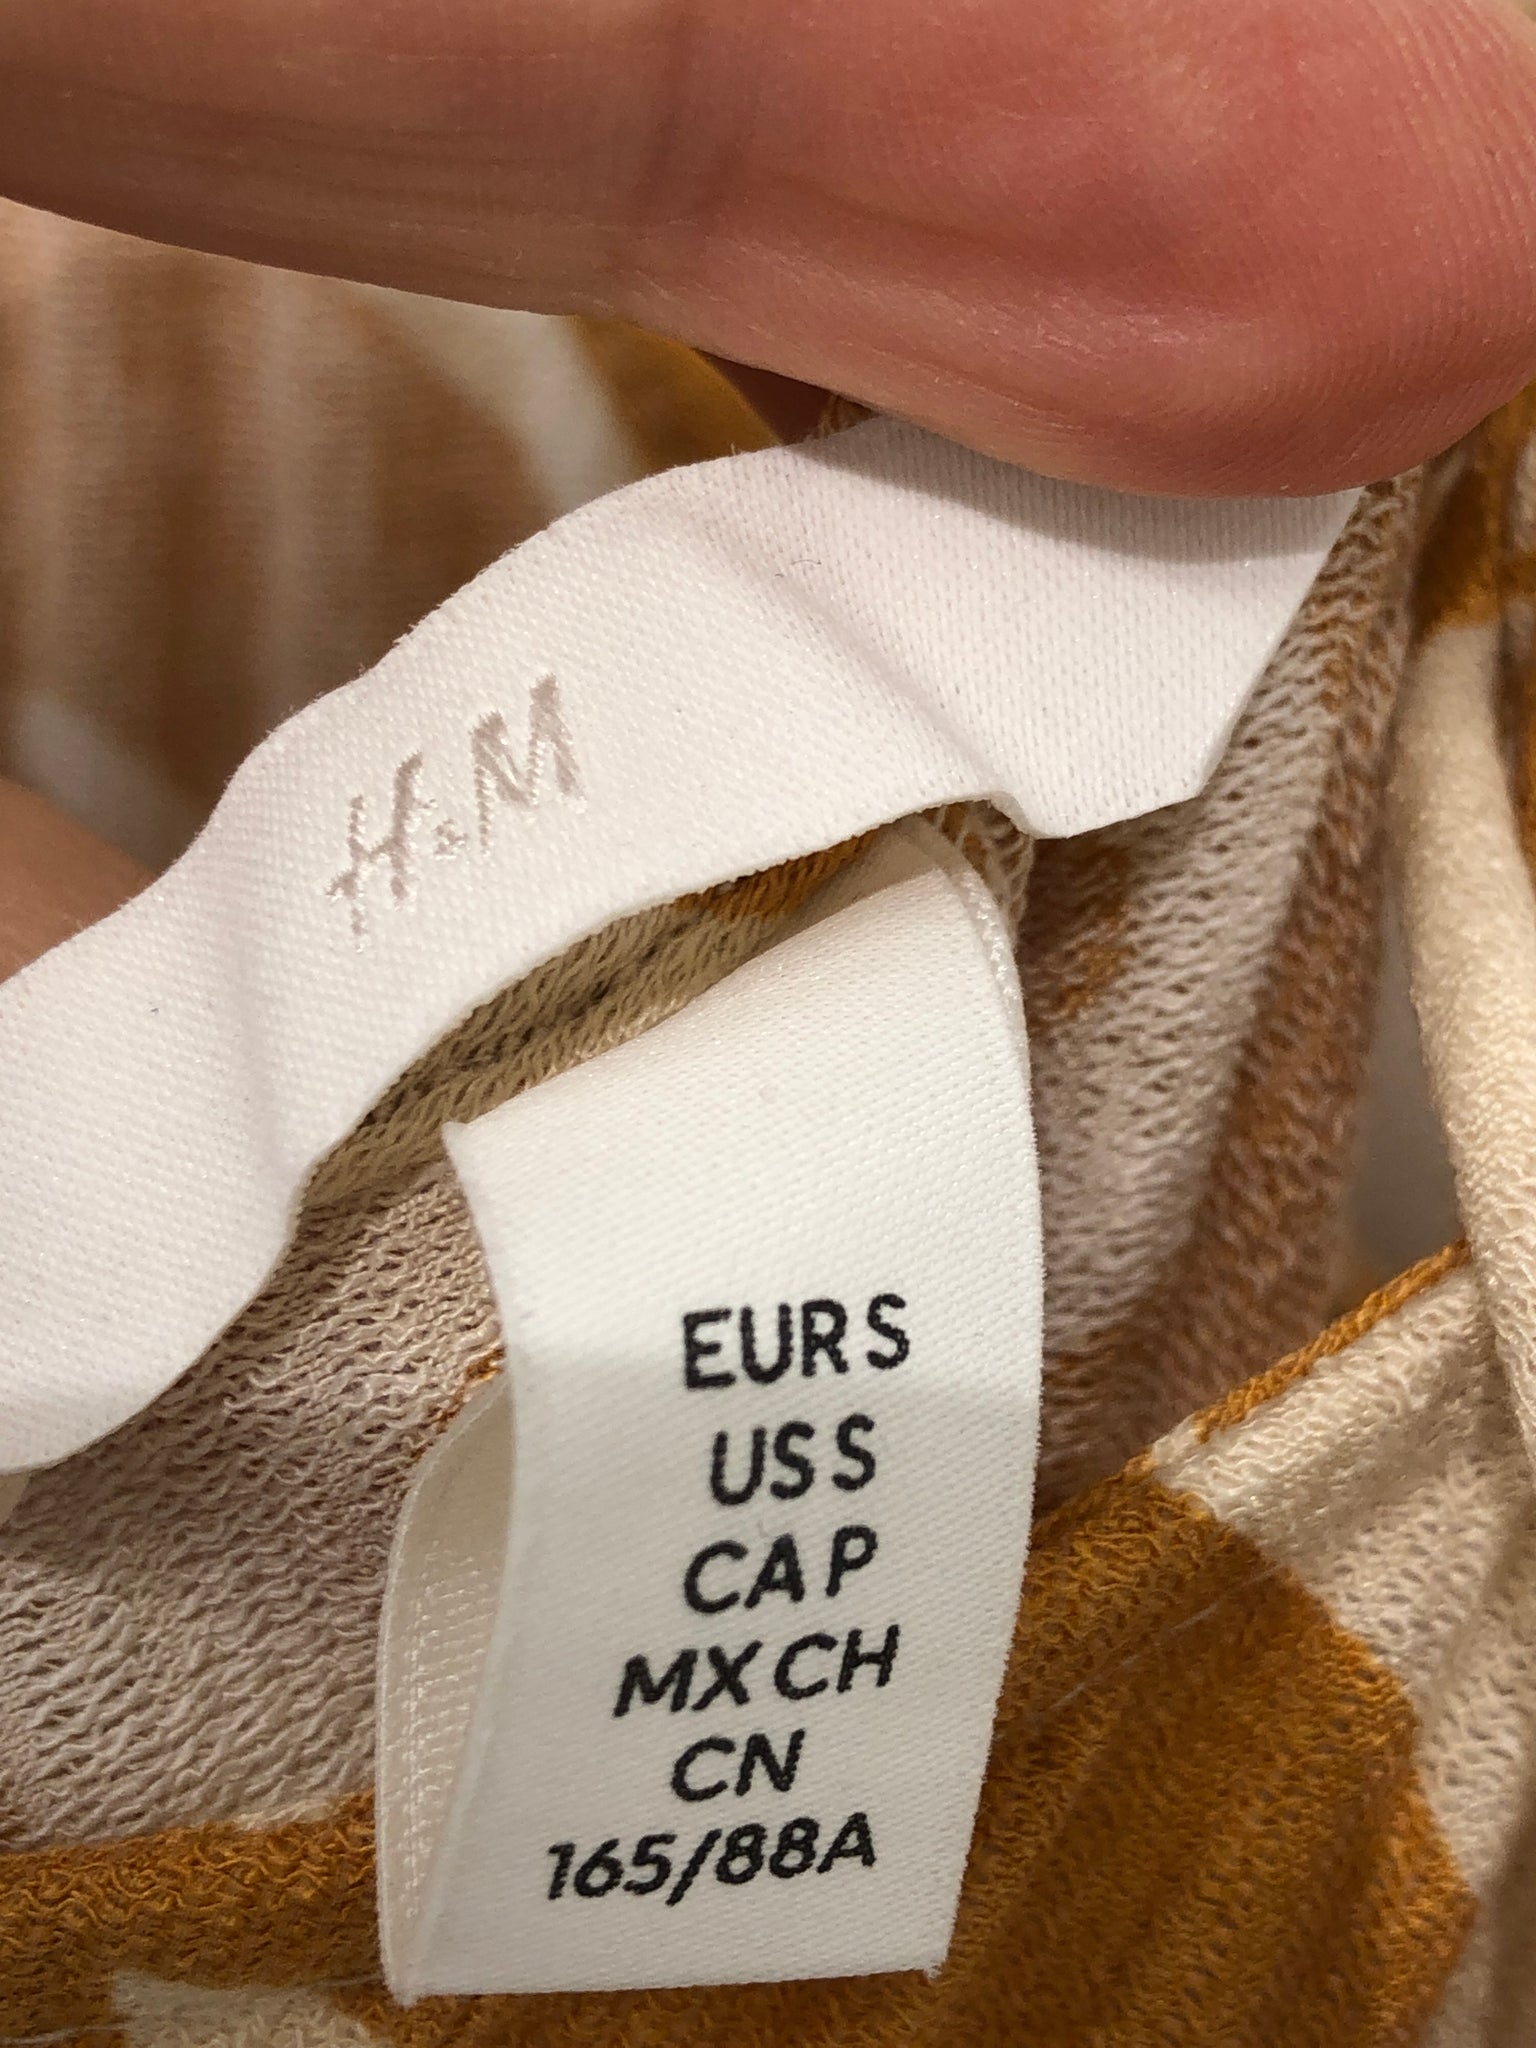 H&M
EUR S
US S
CA P
MX CH
CN
165/88A